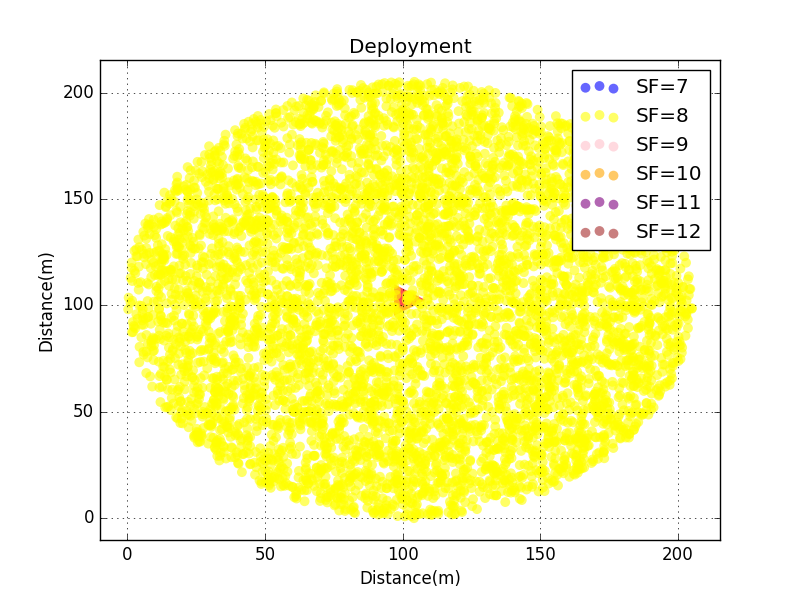 Deployment
SF=7
SF=8
SF=9
SF=10
SF=11
SF=12
200
150
100
50
0
Distance(m)
0
50
100
150
200
Distance(m)